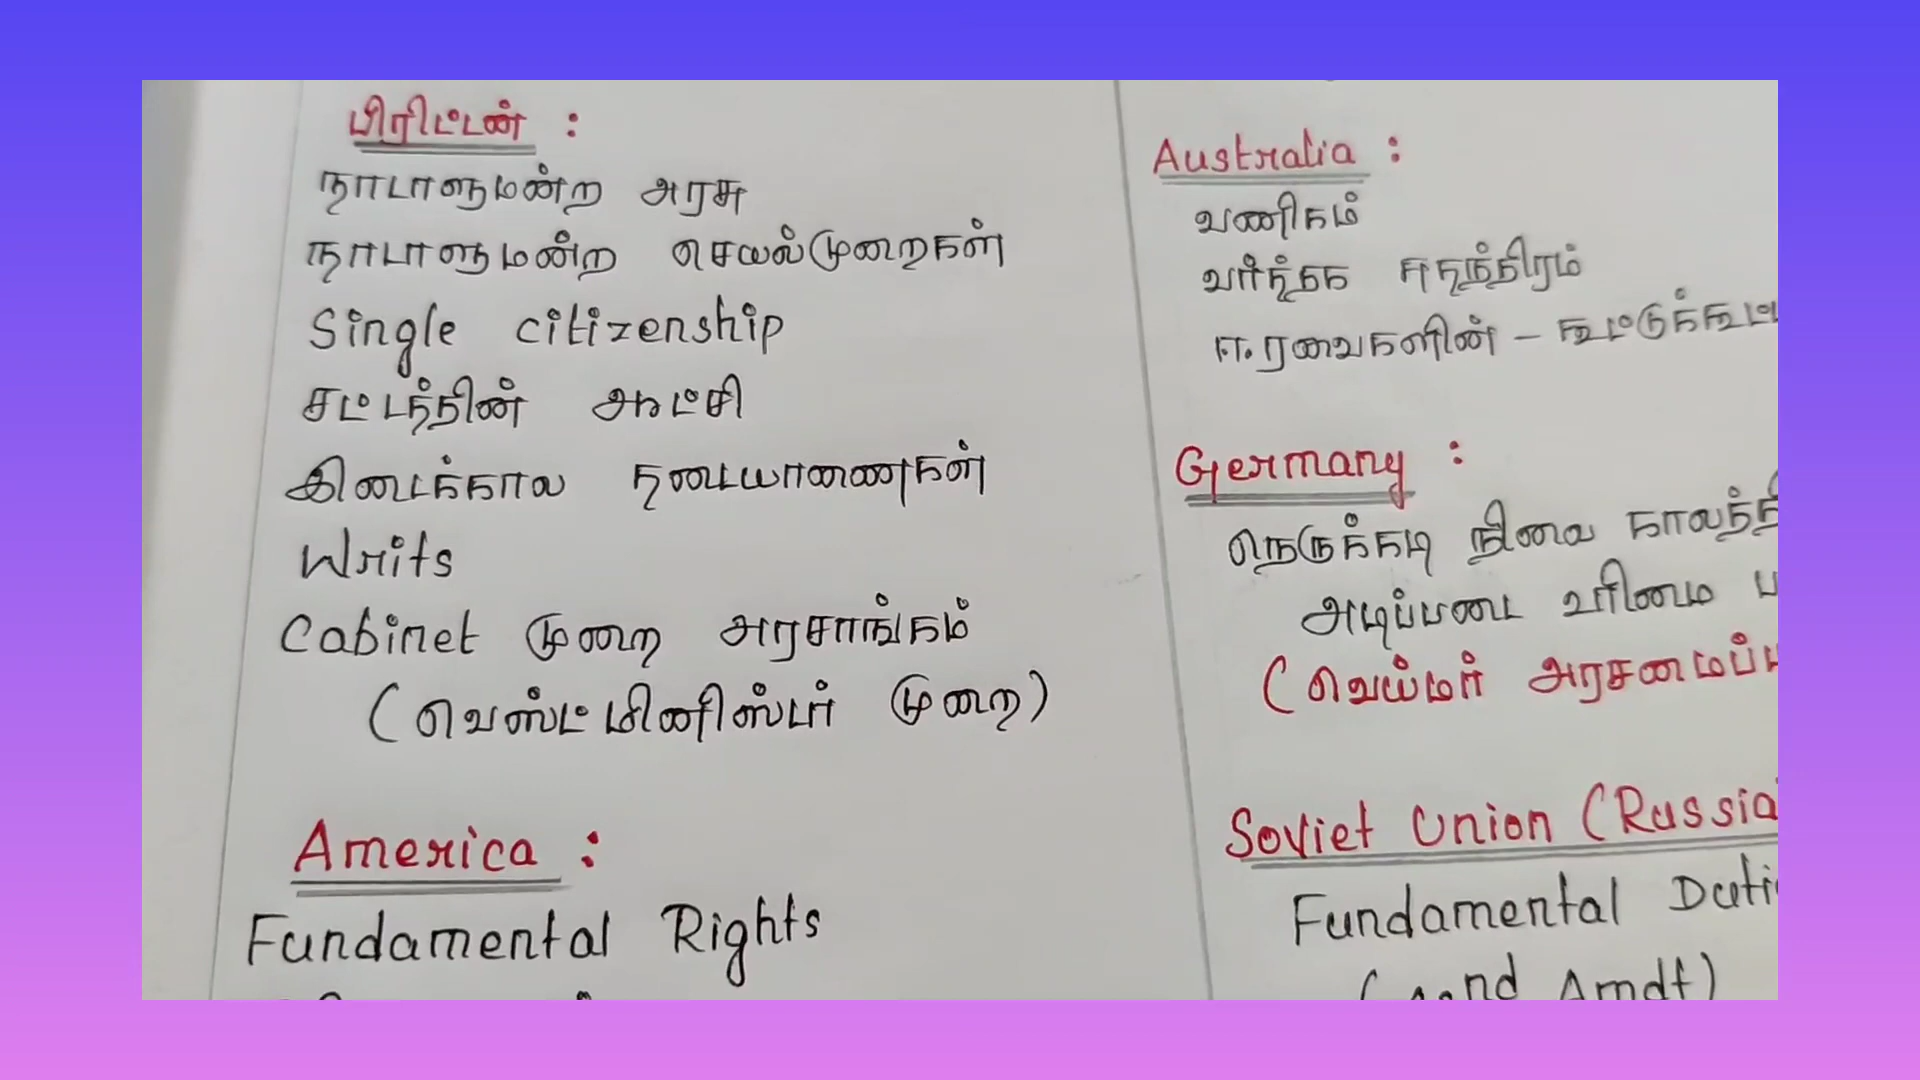 பிரிட்டன் :
நாடாளுமன்ற அரசு
நாடாளுமன்ற செயல்முறைகள்
Single citizenship
சட்டத்தின் ஆட்சி
இடைக்கால தடையாணைகள்
Writs
Cabinet முறை அரசாங்கம்
(வெஸ்ட்மினிஸ்டர் முறை)
America :
Fundamental Rights
Australia :
வணிகம்
வர்த்தக சுதந்திரம்
ஈ.ரவைகளின் -
Germany :
நெருக்கடி நிலை
அடிப்படை உரிமை
(வெய்மர்
Soviet Union (Russia)
Fundamental
Amdt)